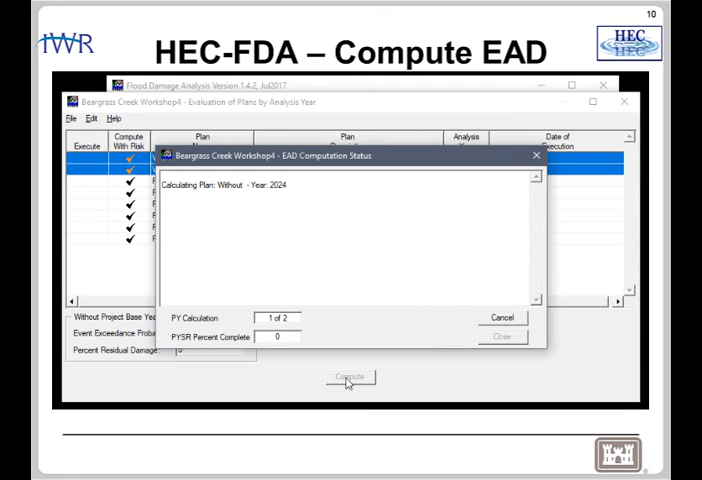 10
IWR
HEC
HEC
HEC-FDA – Compute EAD
Flood Damage Analysis Version 1.4.2, Jul2017
Beargrass Creek Workshop4 - Evaluation of Plans by Analysis Year
File Edit Help
Execute Compute With Risk Plan Plan Analysis Date of
Beargrass Creek Workshop4 - EAD Computation Status
Calculating Plan: Without - Year: 2024
PY Calculation 1 of 2 Cancel
PYSR Percent Complete 0 Close
Without Project Base Yea
Event Exceedance Proba
Percent Residual Damage:
Compute